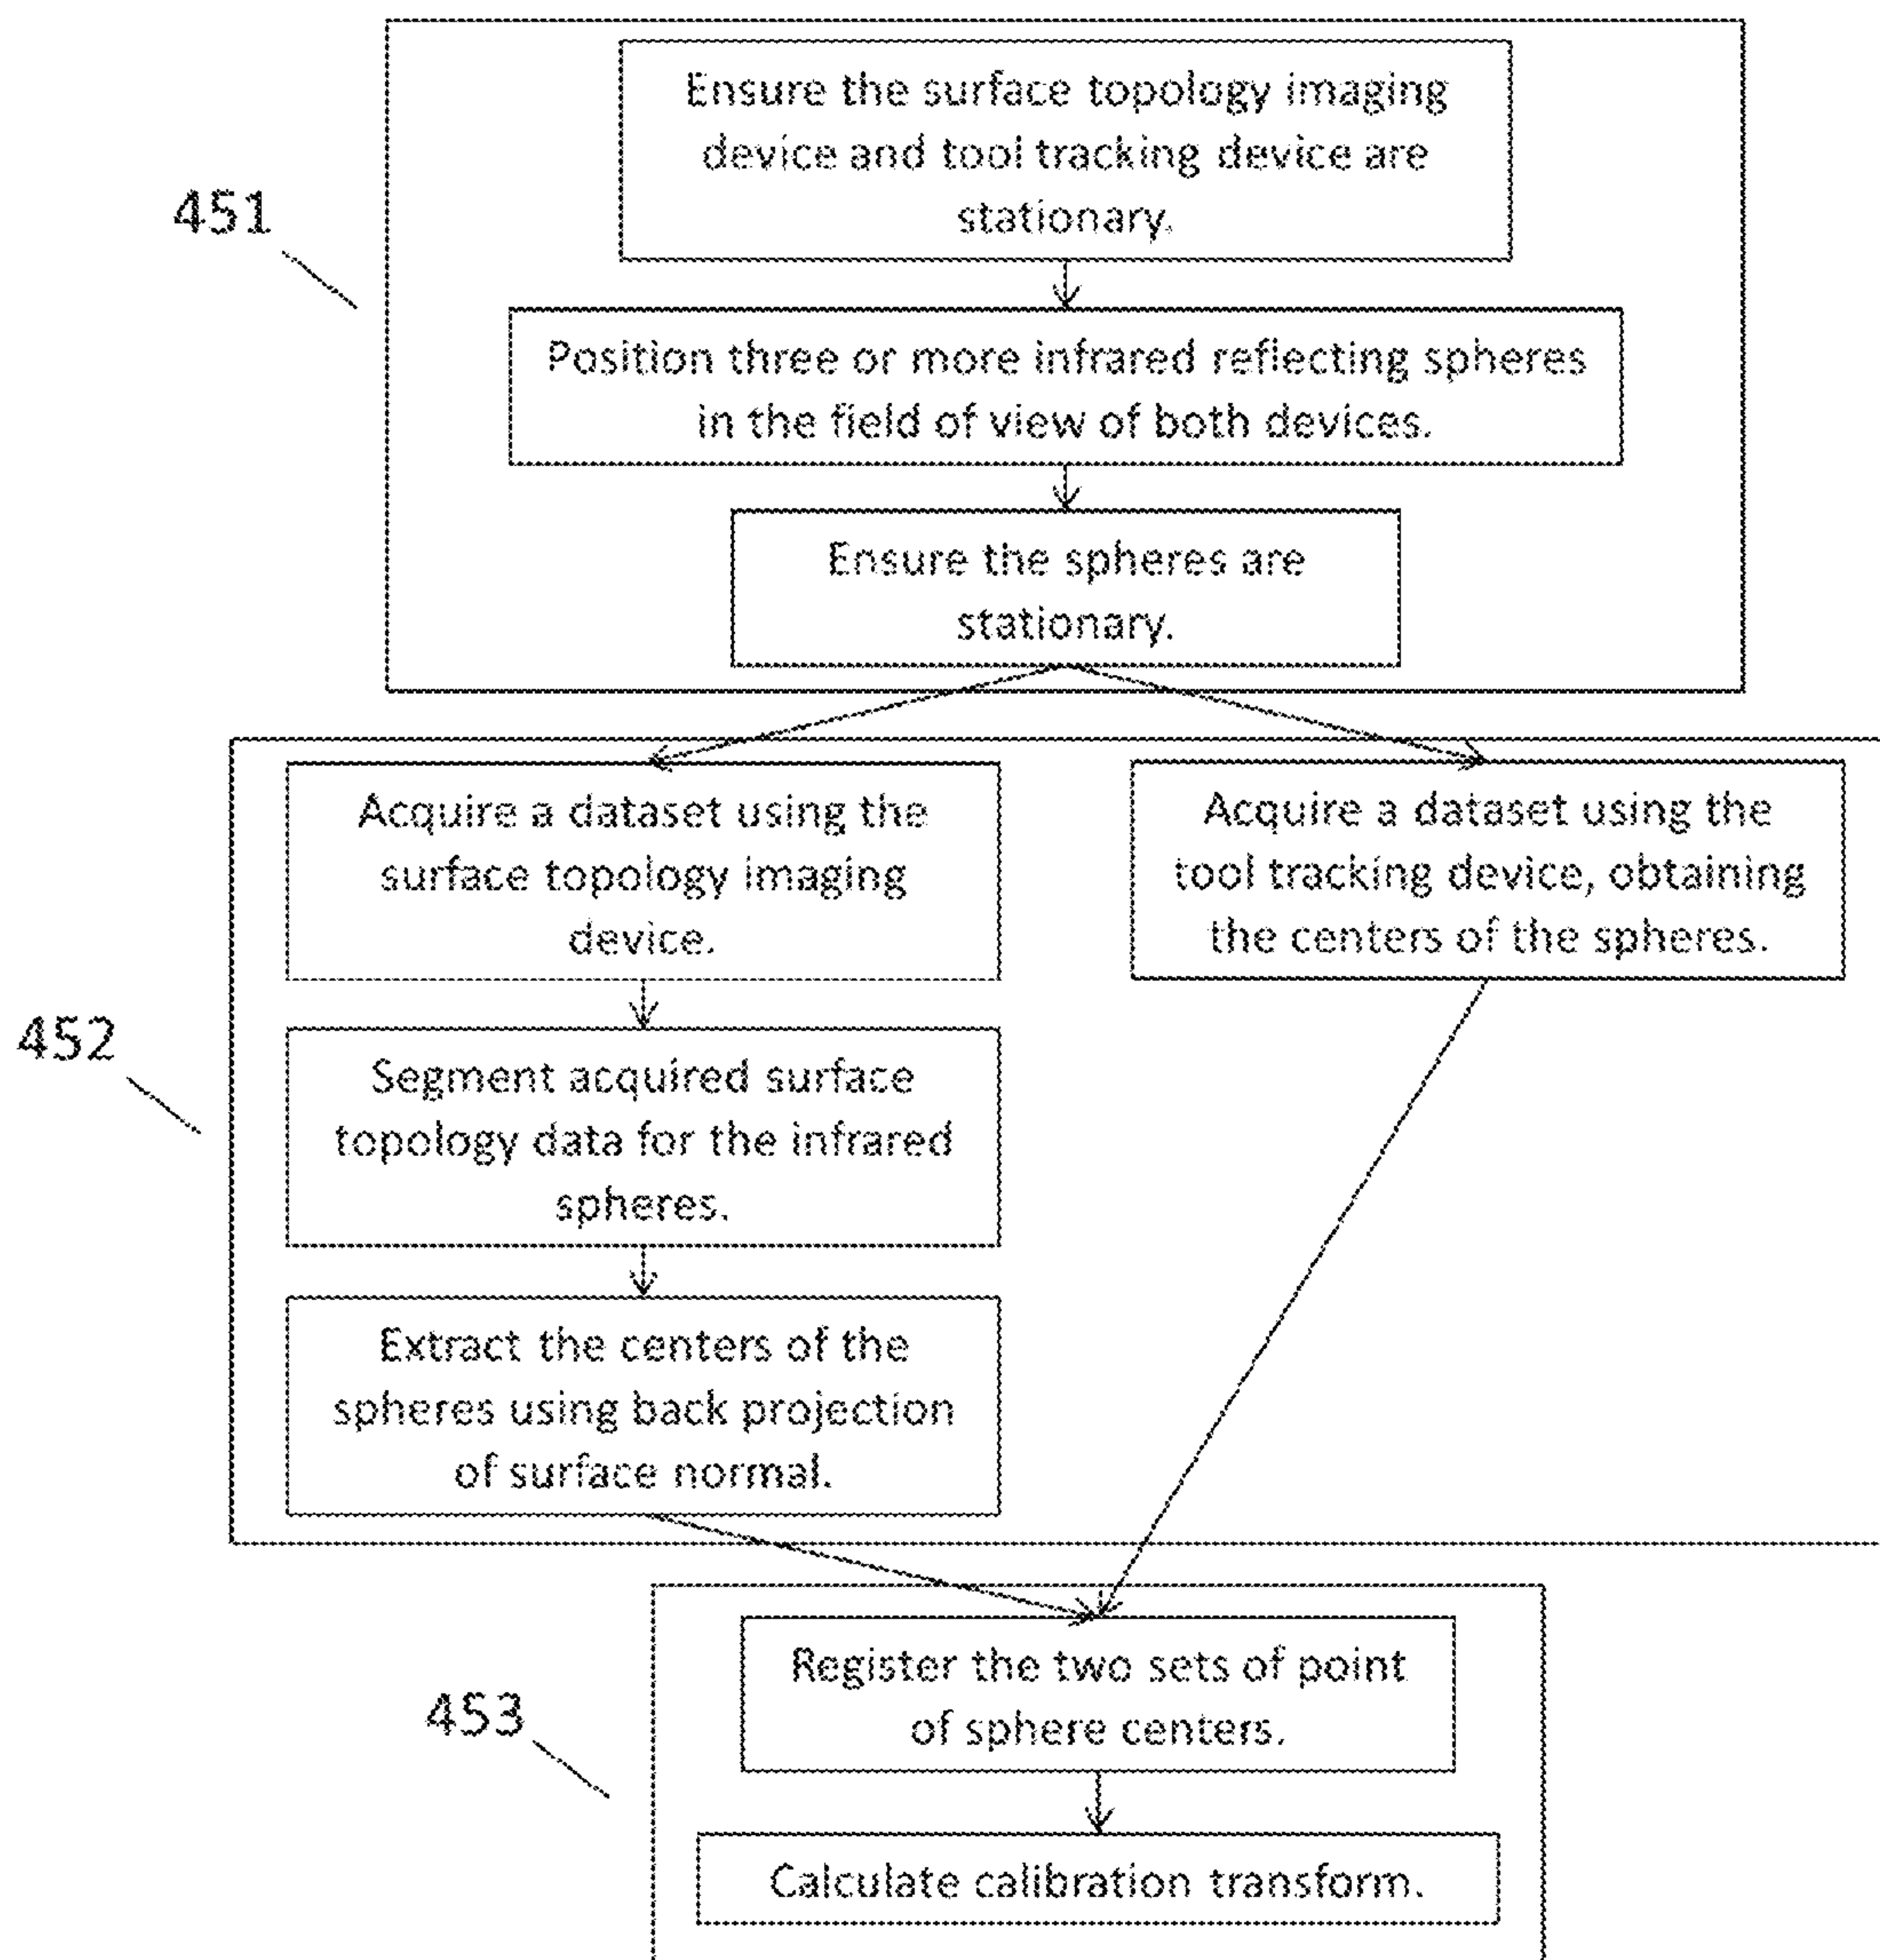 Ensure the surface topology imaging
device and tool tracking device are
stationary.
451
Position three or more infrared reflecting spheres
in the field of view of both devices.
Ensure the spheres are
stationary.
Acquire a dataset using the
surface topology imaging
device.
Acquire a dataset using the
tool tracking device, obtaining
the centers of the spheres.
452
Segment acquired surface
topology data for the infrared
spheres.
Extract the centers of the
spheres using back projection
of surface normal.
453
Register the two sets of point
of sphere centers.
Calculate calibration transform.